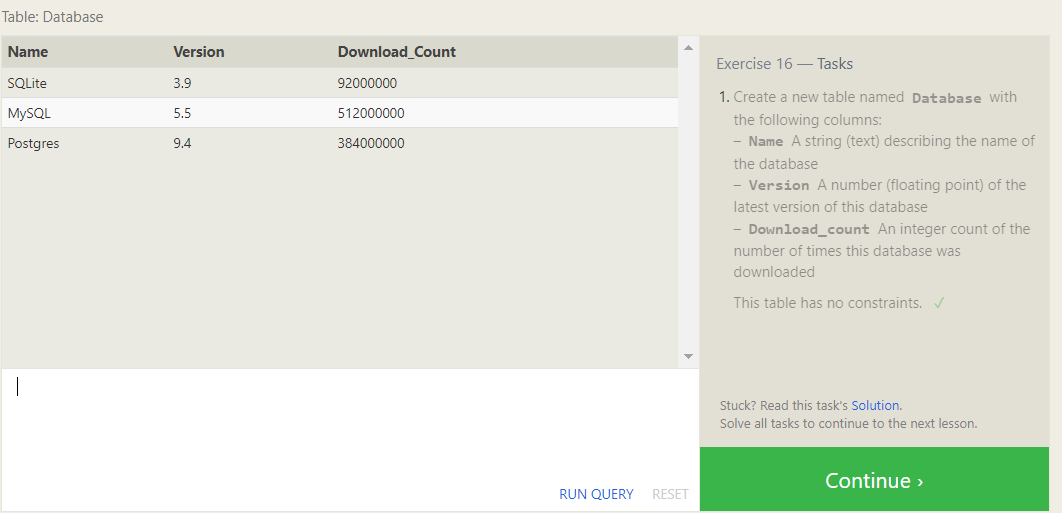 Table: Database
Name Version Download_Count
SQLite 3.9 92000000
MySQL 5.5 512000000
Postgres 9.4 384000000
RUN QUERY RESET
Exercise 16 — Tasks
1. Create a new table named Database with
the following columns:
– Name A string (text) describing the name of
the database
– Version A number (floating point) of the
latest version of this database
– Download_count An integer count of the
number of times this database was
downloaded
This table has no constraints. ✓
Stuck? Read this task's Solution.
Solve all tasks to continue to the next lesson.
Continue ›